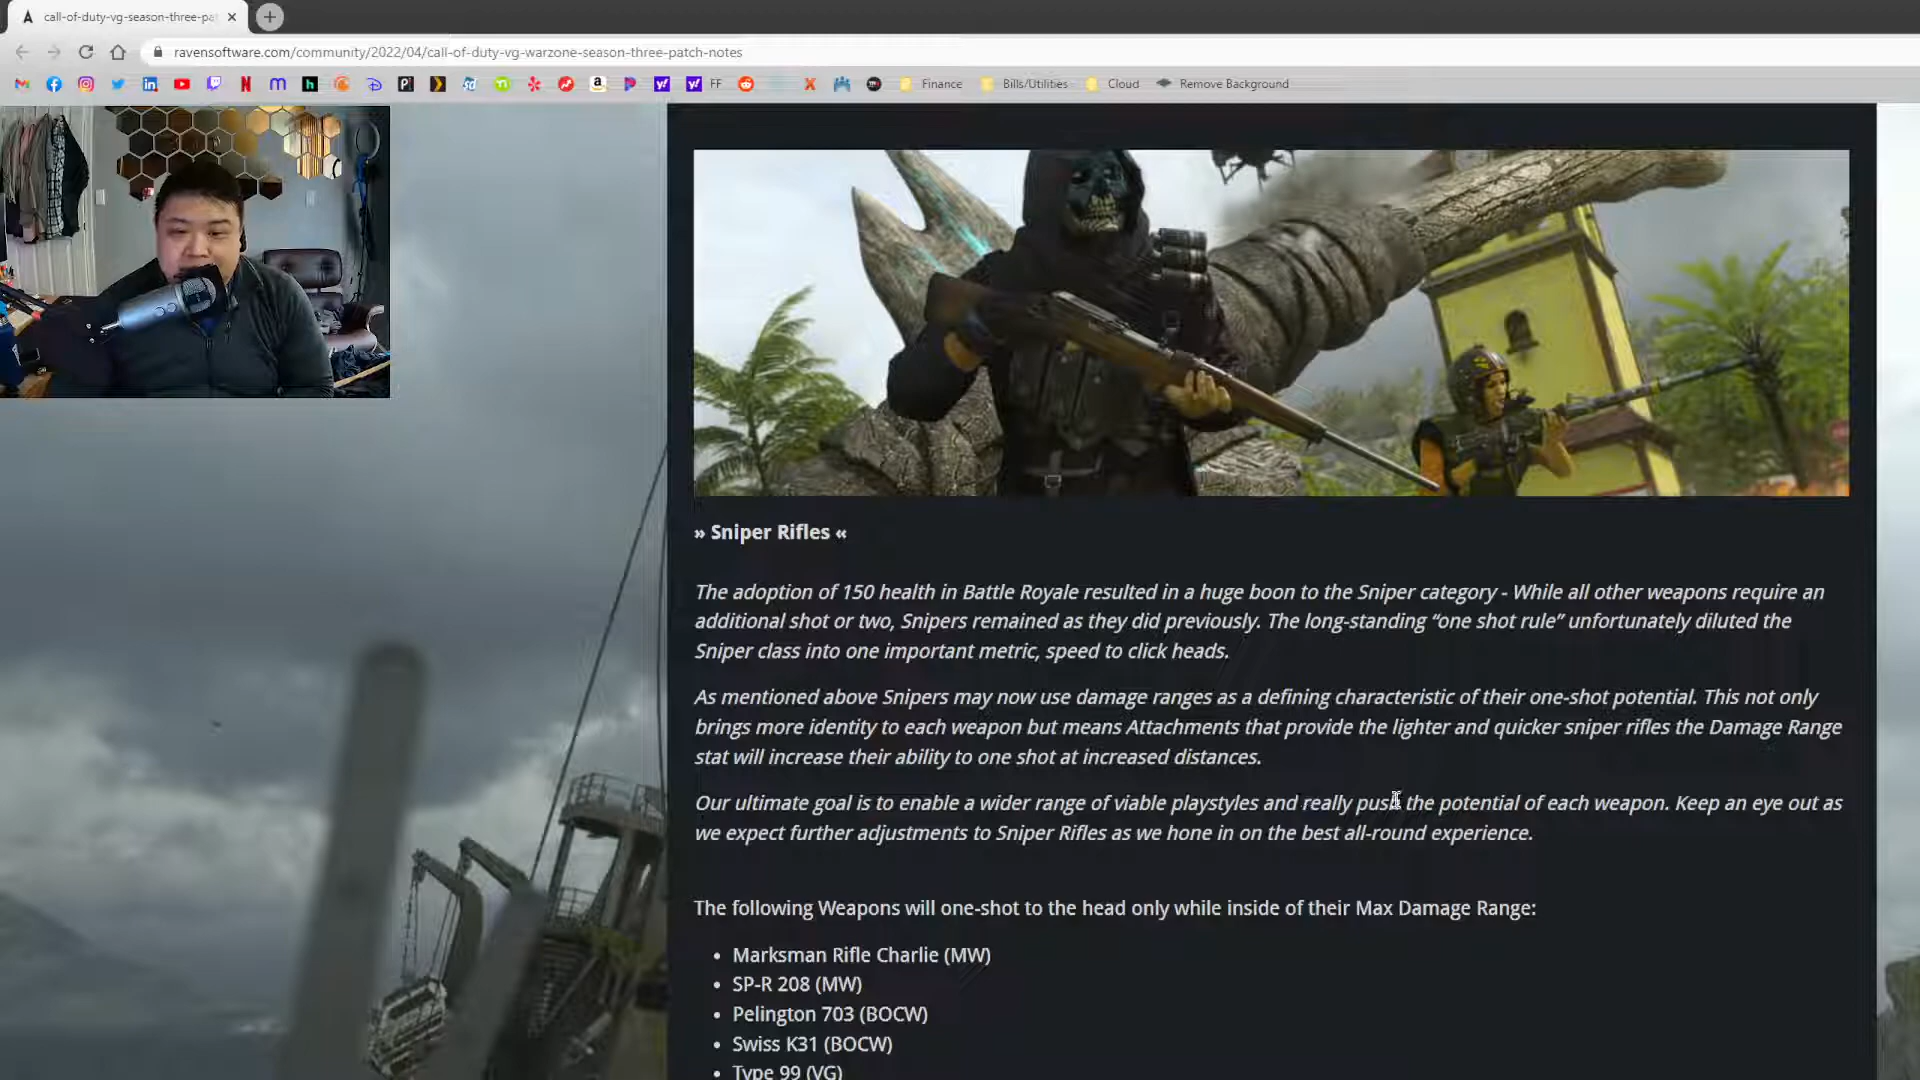 call-of-duty-vg-season-three-pat
ravensoftware.com/community/2022/04/call-of-duty-vg-warzone-season-three-patch-notes
FF Finance Bills/Utilities Cloud Remove Background
» Sniper Rifles «
The adoption of 150 health in Battle Royale resulted in a huge boon to the Sniper category - While all other weapons require an
additional shot or two, Snipers remained as they did previously. The long-standing “one shot rule” unfortunately diluted the
Sniper class into one important metric, speed to click heads.
As mentioned above Snipers may now use damage ranges as a defining characteristic of their one-shot potential. This not only
brings more identity to each weapon but means Attachments that provide the lighter and quicker sniper rifles the Damage Range
stat will increase their ability to one shot at increased distances.
Our ultimate goal is to enable a wider range of viable playstyles and really push the potential of each weapon. Keep an eye out as
we expect further adjustments to Sniper Rifles as we hone in on the best all-round experience.
The following Weapons will one-shot to the head only while inside of their Max Damage Range:
• Marksman Rifle Charlie (MW)
• SP-R 208 (MW)
• Pelington 703 (BOCW)
• Swiss K31 (BOCW)
• Type 99 (VG)